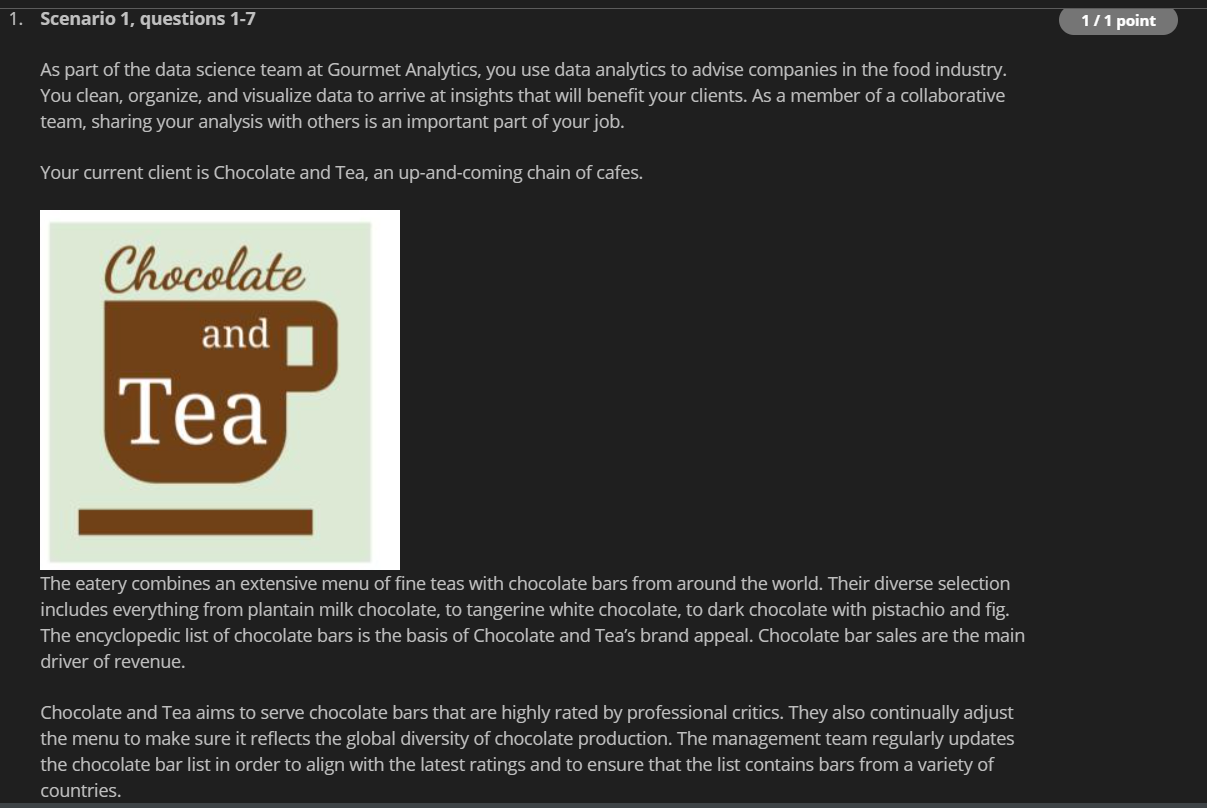 1. Scenario 1, questions 1-7
1 / 1 point
As part of the data science team at Gourmet Analytics, you use data analytics to advise companies in the food industry.
You clean, organize, and visualize data to arrive at insights that will benefit your clients. As a member of a collaborative
team, sharing your analysis with others is an important part of your job.
Your current client is Chocolate and Tea, an up-and-coming chain of cafes.
Chocolate
and
Tea
The eatery combines an extensive menu of fine teas with chocolate bars from around the world. Their diverse selection
includes everything from plantain milk chocolate, to tangerine white chocolate, to dark chocolate with pistachio and fig.
The encyclopedic list of chocolate bars is the basis of Chocolate and Tea’s brand appeal. Chocolate bar sales are the main
driver of revenue.
Chocolate and Tea aims to serve chocolate bars that are highly rated by professional critics. They also continually adjust
the menu to make sure it reflects the global diversity of chocolate production. The management team regularly updates
the chocolate bar list in order to align with the latest ratings and to ensure that the list contains bars from a variety of
countries.